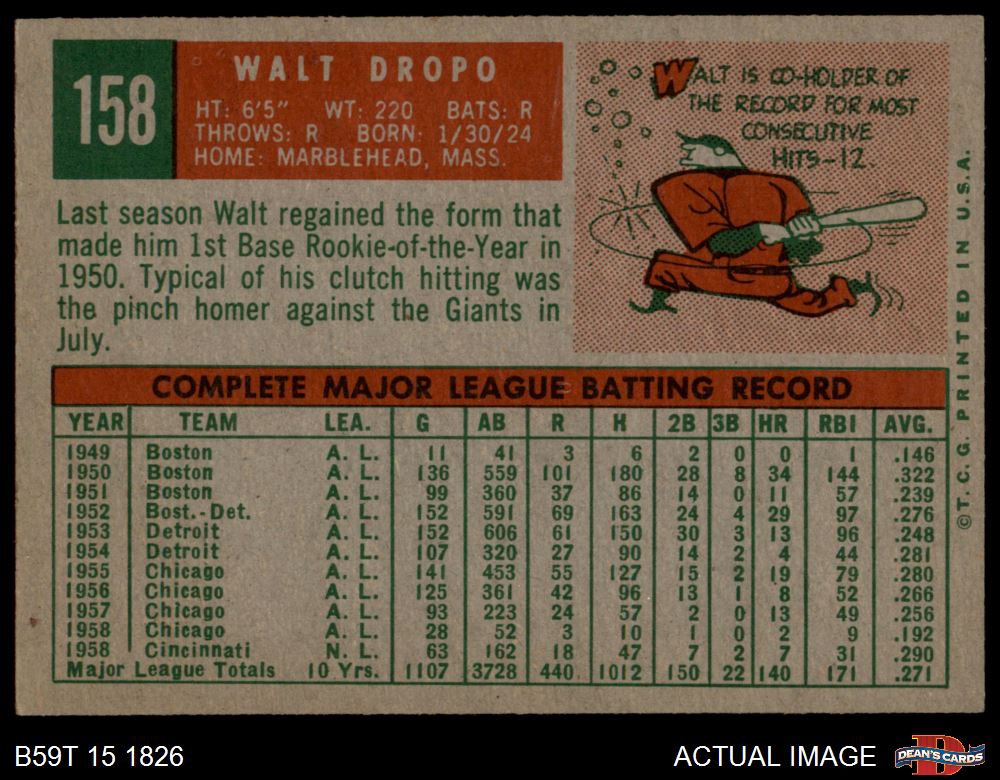 158
WALT DROPO
HT: 6'5" WT: 220 BATS: R
THROWS: R BORN: 1/30/24
HOME: MARBLEHEAD, MASS.
WALT IS CO-HOLDER OF
THE RECORD FOR MOST
CONSECUTIVE
HITS-12.
Last season Walt regained the form that
made him 1st Base Rookie-of-the-Year in
1950. Typical of his clutch hitting was
the pinch homer against the Giants in
July.
COMPLETE MAJOR LEAGUE BATTING RECORD
YEAR TEAM LEA. G AB R H 2B 3B HR RBI AVG.
1949 Boston A. L. 11 41 3 6 2 0 0 1 .146
1950 Boston A. L. 136 559 101 180 28 8 34 144 .322
1951 Boston A. L. 99 360 37 86 14 0 11 57 .239
1952 Bost.-Det. A. L. 152 591 69 163 24 4 29 97 .276
1953 Detroit A. L. 152 606 61 150 30 3 13 96 .248
1954 Detroit A. L. 107 320 27 90 14 2 4 44 .281
1955 Chicago A. L. 141 453 55 127 15 2 19 79 .280
1956 Chicago A. L. 125 361 42 96 13 1 8 52 .266
1957 Chicago A. L. 93 223 24 57 2 0 13 49 .256
1958 Chicago A. L. 28 52 3 10 1 0 2 9 .192
1958 Cincinnati N. L. 63 162 18 47 7 2 7 31 .290
Major League Totals 10 Yrs. 1107 3728 440 1012 150 22 140 171 .271
©T. C. G. PRINTED IN U.S.A.
B59T 15 1826
ACTUAL IMAGE
DEAN'S CARDS